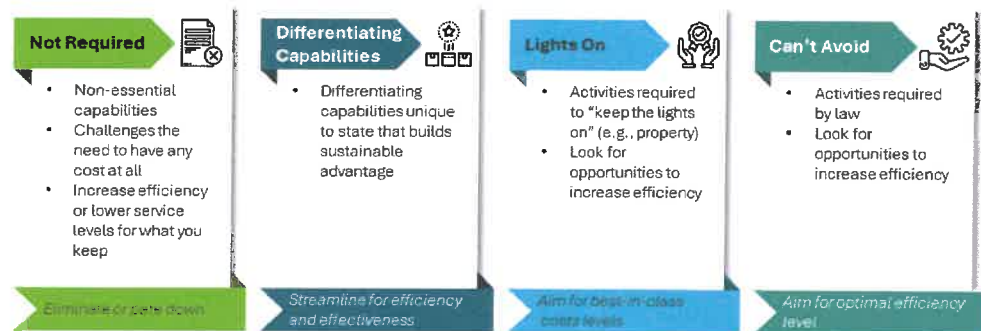 Not Required
• Non-essential
capabilities
• Challenges the
need to have any
cost at all
• Increase efficiency
or lower service
levels for what you
keep
Eliminate or pare down
Differentiating
Capabilities
• Differentiating
capabilities unique
to state that builds
sustainable
advantage
Streamline for efficiency
and effectiveness
Lights On
• Activities required
to “keep the lights
on” (e.g., property)
• Look for
opportunities to
increase efficiency
Aim for best-in-class
costs levels
Can't Avoid
• Activities required
by law
• Look for
opportunities to
increase efficiency
Aim for optimal efficiency
level